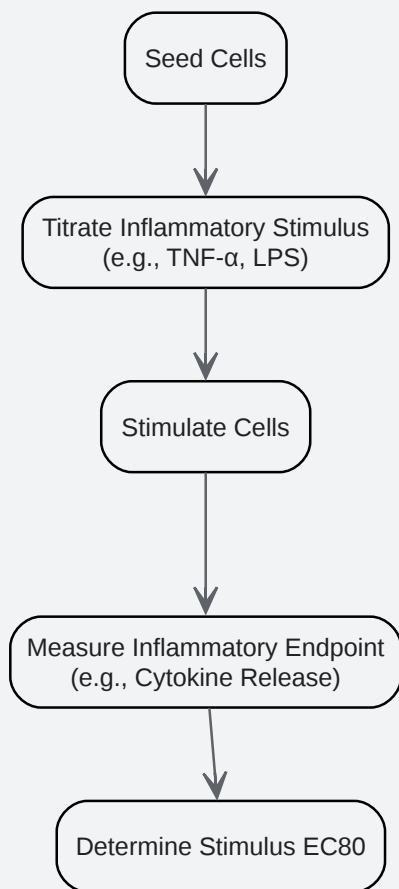 Seed Cells
Titrate Inflammatory Stimulus
(e.g., TNF-α, LPS)
Stimulate Cells
Measure Inflammatory Endpoint
(e.g., Cytokine Release)
Determine Stimulus EC80